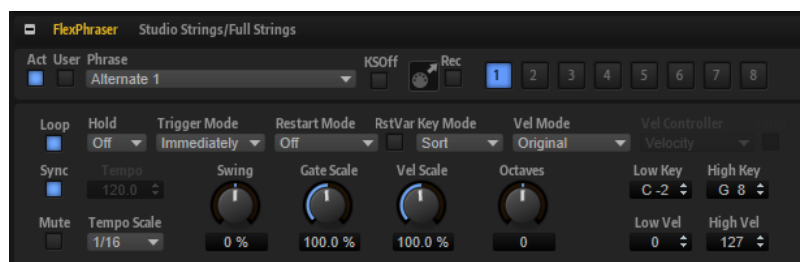 FlexPhraser Studio Strings/Full Strings
Act User Phrase KSOff Rec
Alternate 1 1 2 3 4 5 6 7 8
Loop Hold Trigger Mode Restart Mode RstVar Key Mode Vel Mode Vel Controller
Off Immediately Off Sort Original Velocity
Sync Tempo Swing Gate Scale Vel Scale Octaves Low Key High Key
120.0 C -2 G 8
Mute Tempo Scale Low Vel High Vel
1/16 0 % 100.0 % 100.0 % 0 0 127